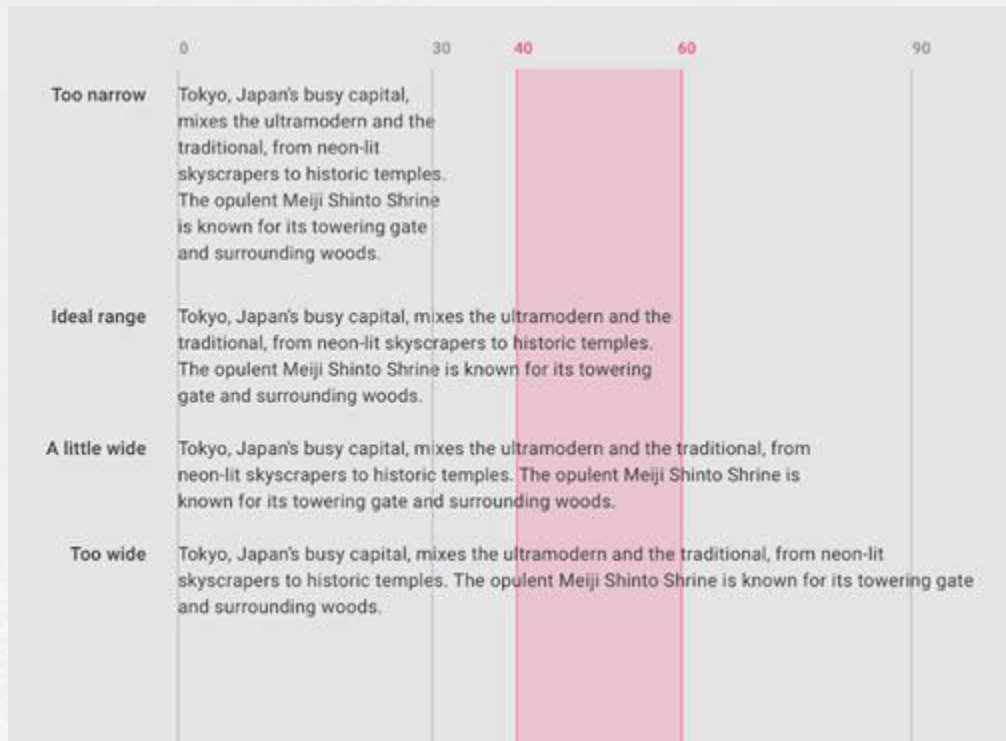 0 30 40 60 90
Too narrow
Tokyo, Japan's busy capital,
mixes the ultramodern and the
traditional, from neon-lit
skyscrapers to historic temples.
The opulent Meiji Shinto Shrine
is known for its towering gate
and surrounding woods.
Ideal range
Tokyo, Japan's busy capital, mixes the ultramodern and the
traditional, from neon-lit skyscrapers to historic temples.
The opulent Meiji Shinto Shrine is known for its towering
gate and surrounding woods.
A little wide
Tokyo, Japan's busy capital, mixes the ultramodern and the traditional, from
neon-lit skyscrapers to historic temples. The opulent Meiji Shinto Shrine is
known for its towering gate and surrounding woods.
Too wide
Tokyo, Japan's busy capital, mixes the ultramodern and the traditional, from neon-lit
skyscrapers to historic temples. The opulent Meiji Shinto Shrine is known for its towering gate
and surrounding woods.